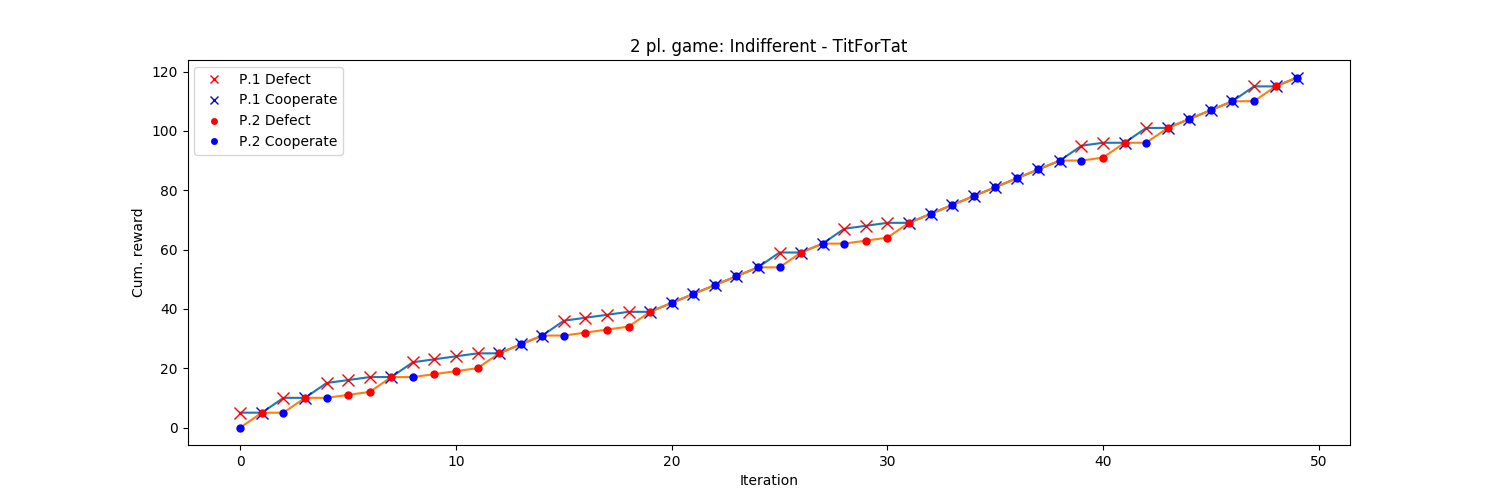 2 pl. game: Indifferent - TitForTat
P.1 Defect
P.1 Cooperate
P.2 Defect
P.2 Cooperate
Cum. reward
120
100
80
60
40
20
0
0 10 20 30 40 50
Iteration